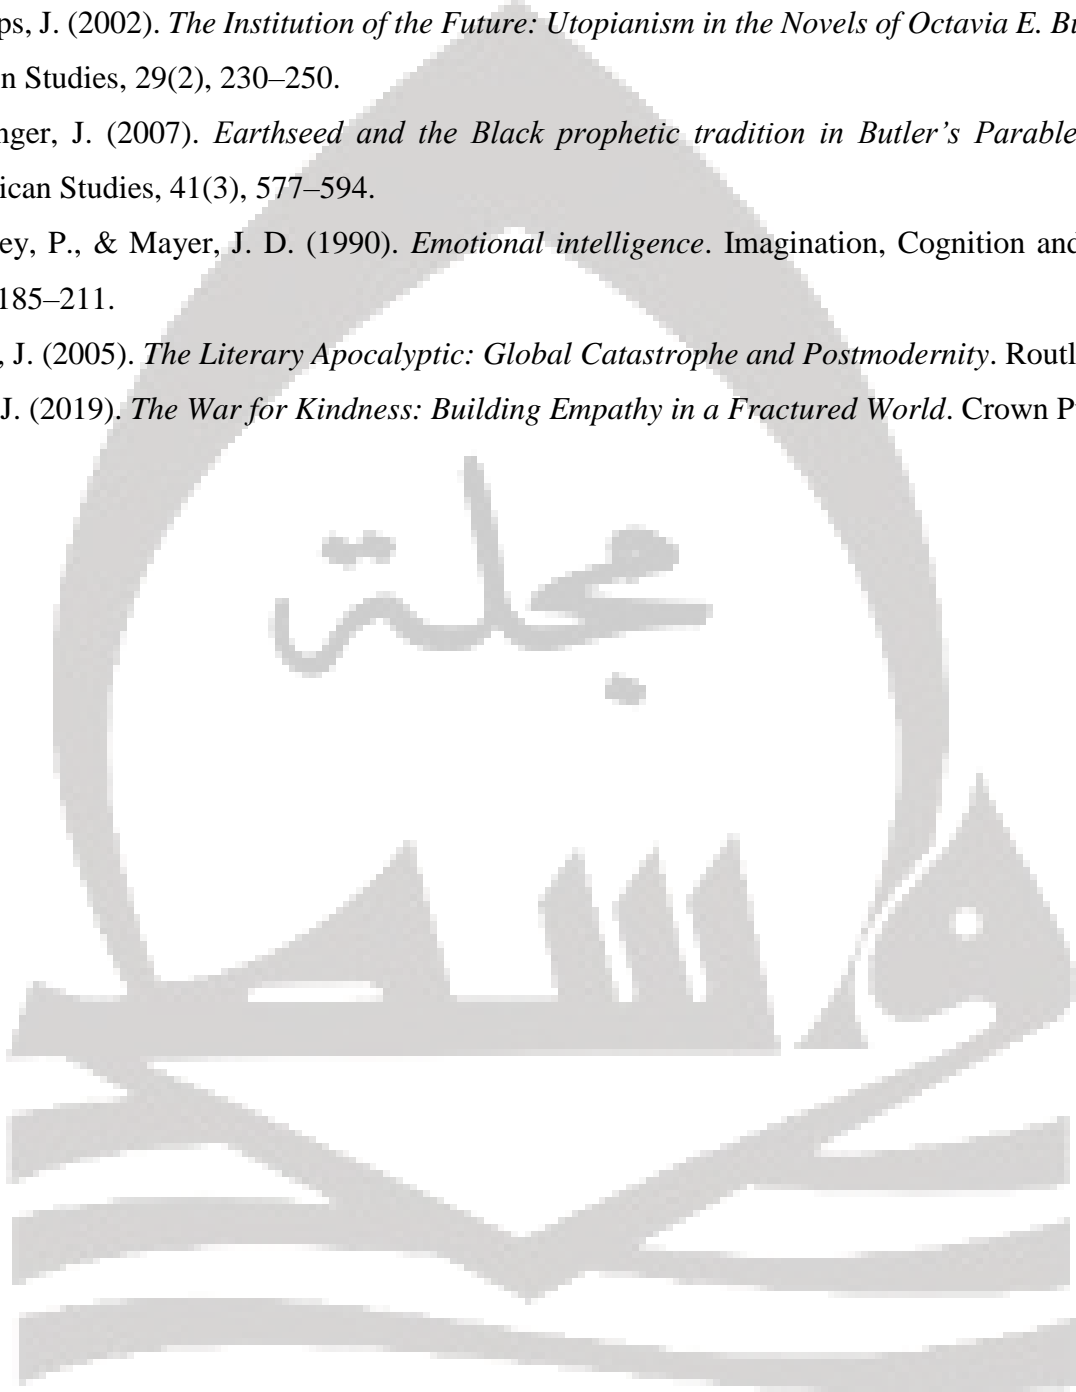 ps, J. (2002). The Institution of the Future: Utopianism in the Novels of Octavia E. Bu
n Studies, 29(2), 230–250.
nger, J. (2007). Earthseed and the Black prophetic tradition in Butler’s Parable
ican Studies, 41(3), 577–594.
ey, P., & Mayer, J. D. (1990). Emotional intelligence. Imagination, Cognition and
185–211.
, J. (2005). The Literary Apocalyptic: Global Catastrophe and Postmodernity. Routl
J. (2019). The War for Kindness: Building Empathy in a Fractured World. Crown P
مجلة
واسط